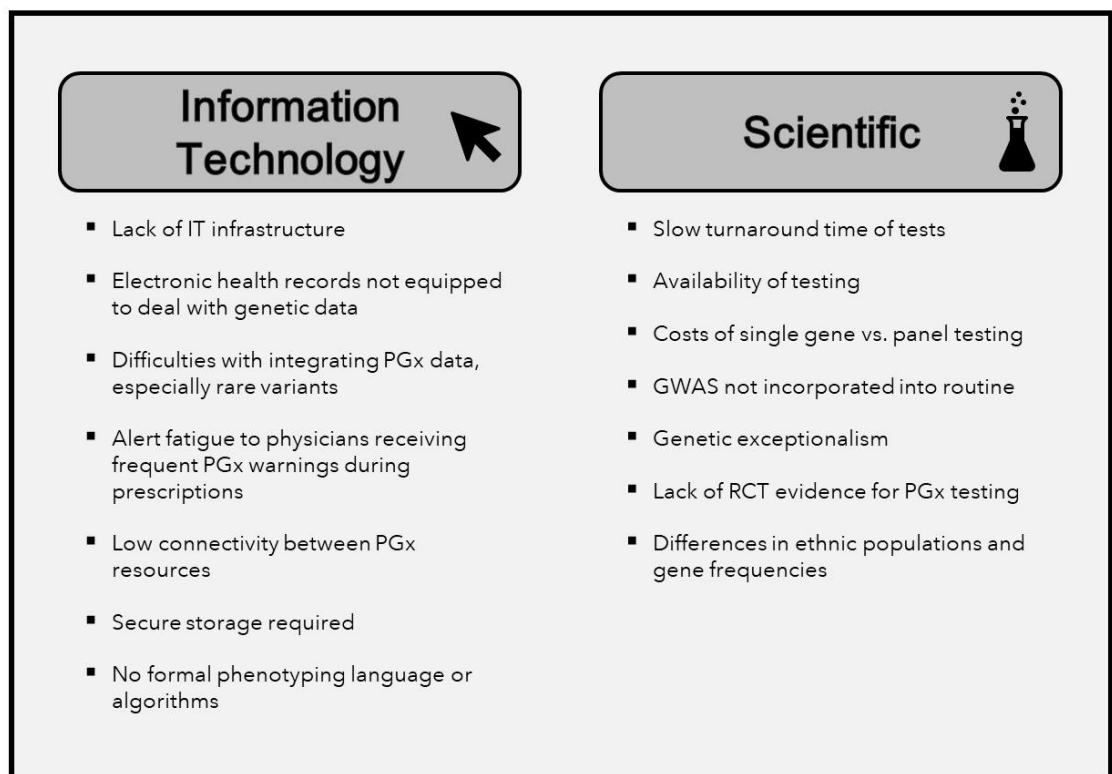 Information
Technology
Lack of IT infrastructure
Electronic health records not equipped
to deal with genetic data
Difficulties with integrating PGx data,
especially rare variants
Alert fatigue to physicians receiving
frequent PGx warnings during
prescriptions
Low connectivity between PGx
resources
Secure storage required
No formal phenotyping language or
algorithms
Scientific
Slow turnaround time of tests
Availability of testing
Costs of single gene vs. panel testing
GWAS not incorporated into routine
Genetic exceptionalism
Lack of RCT evidence for PGx testing
Differences in ethnic populations and
gene frequencies